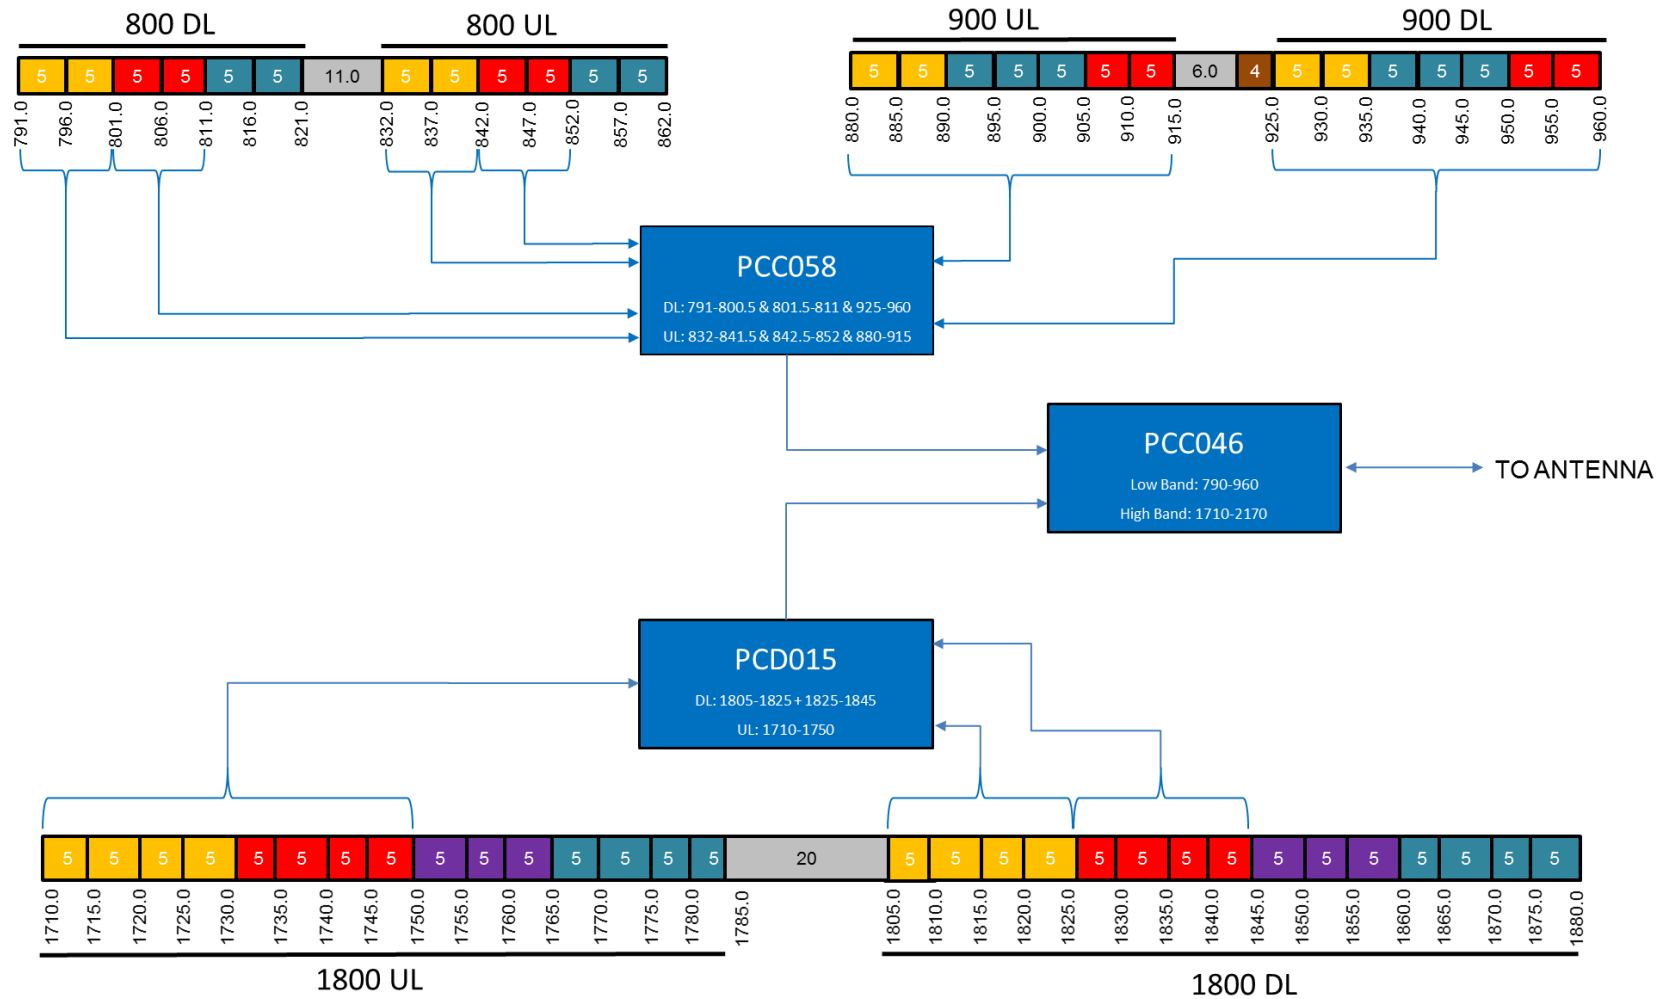 800 DL
800 UL
900 UL
900 DL
5 5 5 5 5 5 11.0 5 5 5 5 5 5
5 5 5 5 5 5 5 6.0 4 5 5 5 5 5 5 5
791.0 796.0 801.0 806.0 811.0 816.0 821.0 832.0 837.0 842.0 847.0 852.0 857.0 862.0
880.0 885.0 890.0 895.0 900.0 905.0 910.0 915.0 925.0 930.0 935.0 940.0 945.0 950.0 955.0 960.0
PCC058
DL: 791-800.5 & 801.5-811 & 925-960
UL: 832-841.5 & 842.5-852 & 880-915
PCC046
Low Band: 790-960
High Band: 1710-2170
TO ANTENNA
PCD015
DL: 1805-1825 + 1825-1845
UL: 1710-1750
5 5 5 5 5 5 5 5 5 5 5 5 5 5 5 20 5 5 5 5 5 5 5 5 5 5 5 5 5 5 5
1710.0 1715.0 1720.0 1725.0 1730.0 1735.0 1740.0 1745.0 1750.0 1755.0 1760.0 1765.0 1770.0 1775.0 1780.0 1785.0 1805.0 1810.0 1815.0 1820.0 1825.0 1830.0 1835.0 1840.0 1845.0 1850.0 1855.0 1860.0 1865.0 1870.0 1875.0 1880.0
1800 UL
1800 DL